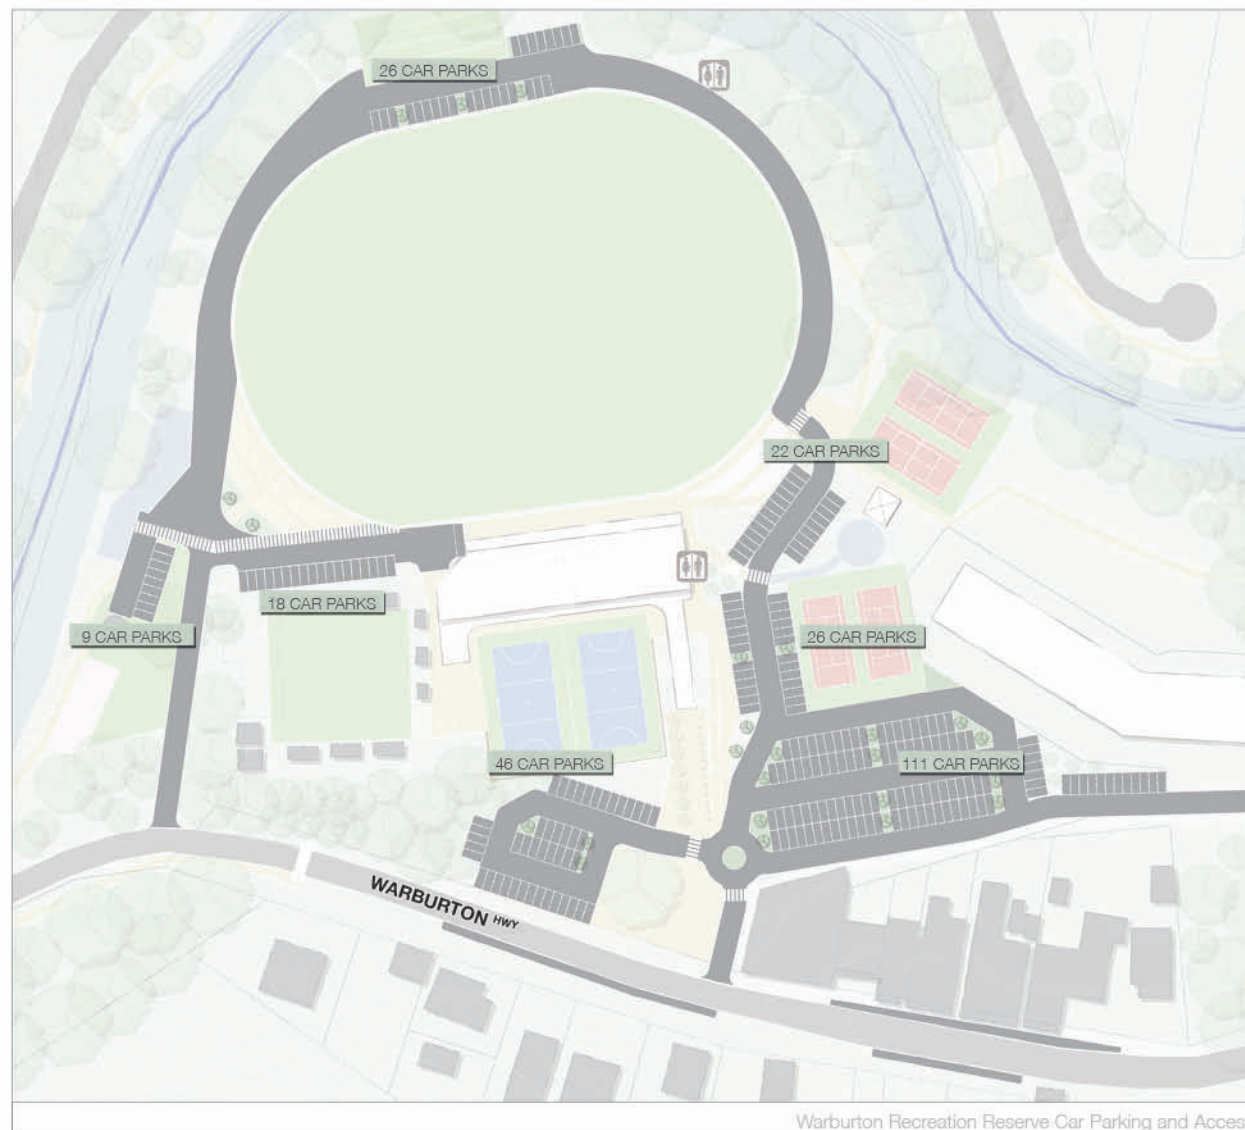 26 CAR PARKS
22 CAR PARKS
18 CAR PARKS
9 CAR PARKS
26 CAR PARKS
46 CAR PARKS
111 CAR PARKS
WARBURTON HWY
Warburton Recreation Reserve Car Parking and Acces